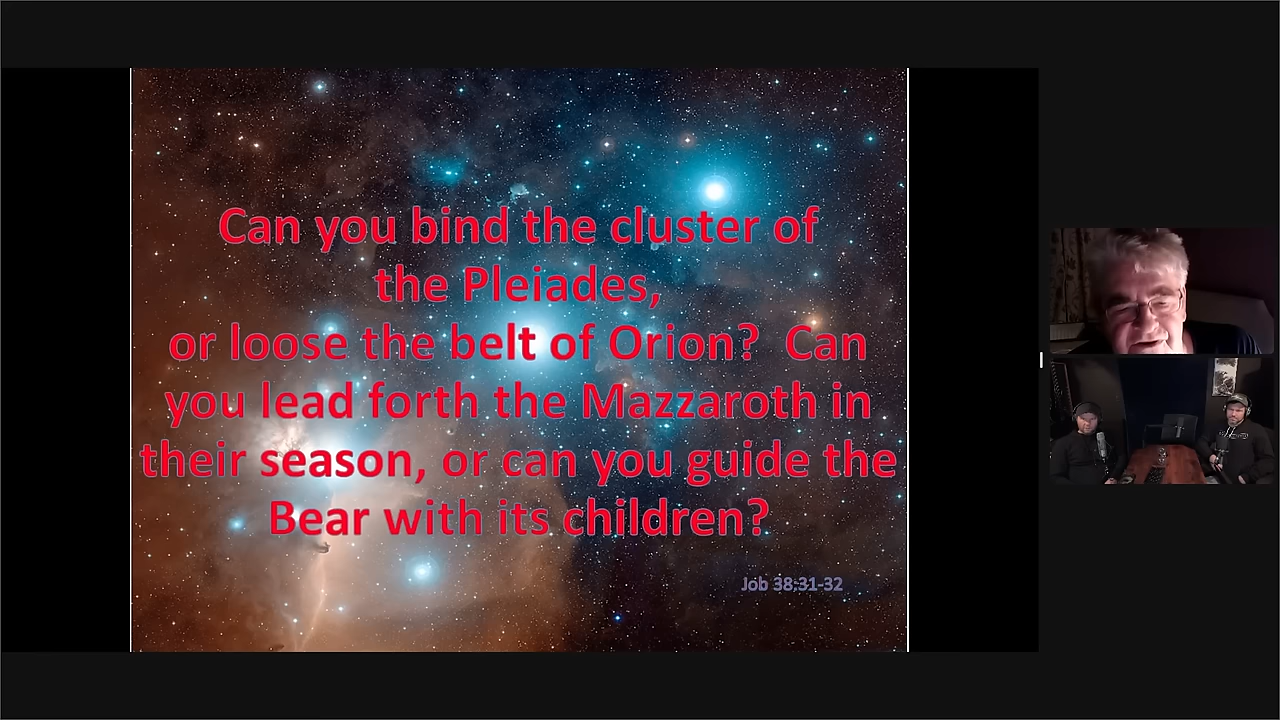 Can you bind the cluster of
the Pleiades,
or loose the belt of Orion?  Can
you lead forth the Mazzaroth in
their season, or can you guide the
Bear with its children?
Job 38;31-32